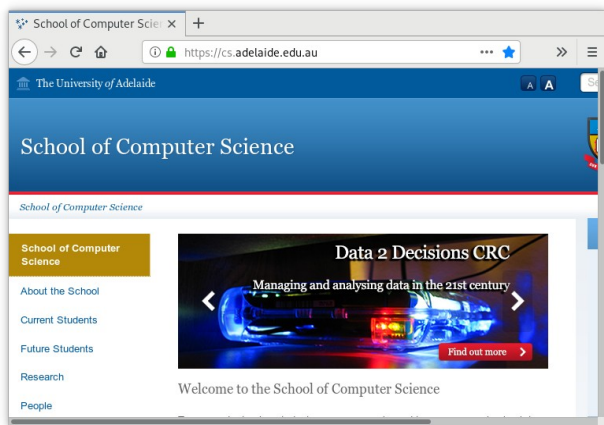 School of Computer Scie
https://cs.adelaide.edu.au
The University of Adelaide
A A
Se
School of Computer Science
School of Computer Science
School of Computer
Science
About the School
Current Students
Future Students
Research
People
Data 2 Decisions CRC
Managing and analysing data in the 21st century
Find out more
Welcome to the School of Computer Science